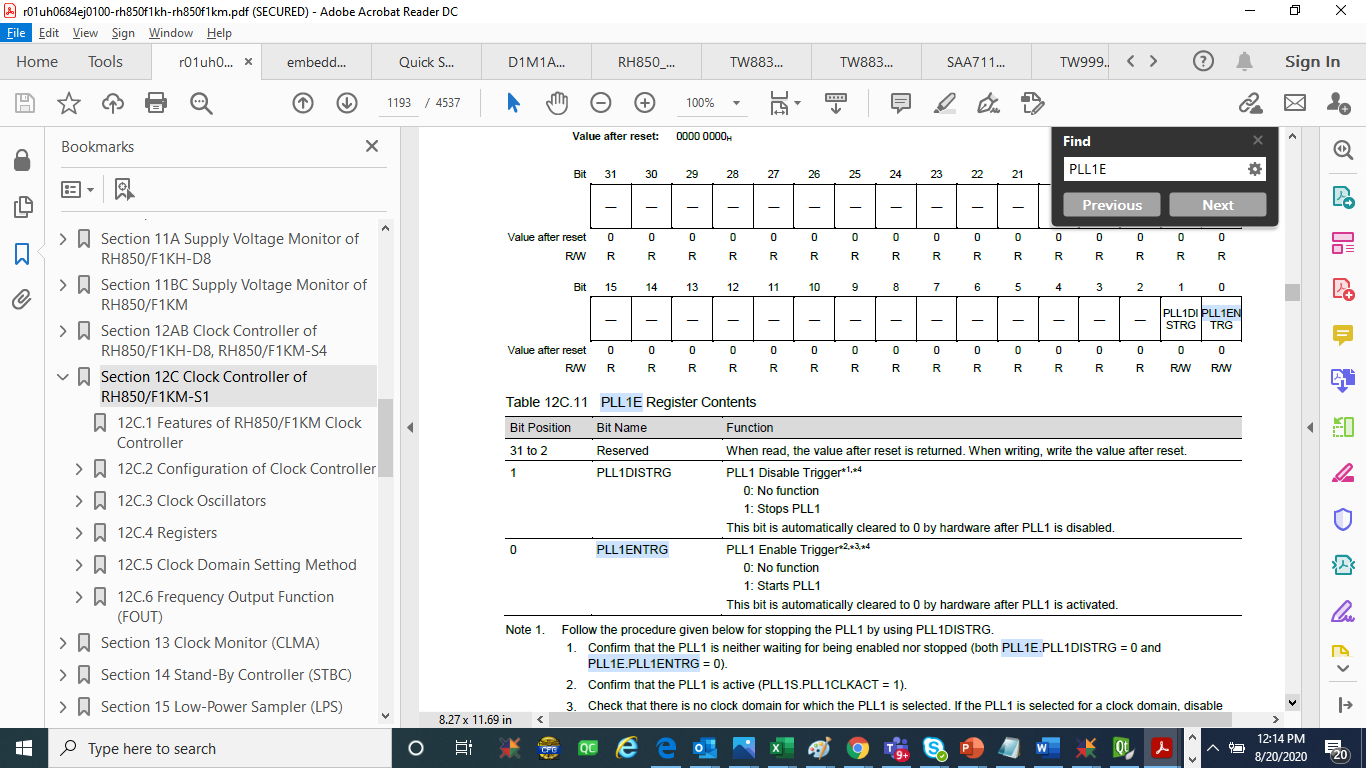 r01uh0684ej0100-rh850f1kh-rh850f1km.pdf (SECURED) - Adobe Acrobat Reader DC
File Edit View Sign Window Help
Home Tools r01uh0... × embedd... Quick S... D1M1A... RH850_... TW883... TW883... SAA711... TW999.. Sign In
1193 / 4537 100%
Bookmarks
Section 11A Supply Voltage Monitor of
RH850/F1KH-D8
Section 11BC Supply Voltage Monitor of
RH850/F1KM
Section 12AB Clock Controller of
RH850/F1KH-D8, RH850/F1KM-S4
Section 12C Clock Controller of
RH850/F1KM-S1
12C.1 Features of RH850/F1KM Clock
Controller
12C.2 Configuration of Clock Controller
12C.3 Clock Oscillators
12C.4 Registers
12C.5 Clock Domain Setting Method
12C.6 Frequency Output Function
(FOUT)
Section 13 Clock Monitor (CLMA)
Section 14 Stand-By Controller (STBC)
Section 15 Low-Power Sampler (LPS)
Value after reset: 0000 0000H
Find
PLL1E
Previous Next
Bit 31 30 29 28 27 26 25 24 23 22 21
— — — — — — — — — — —
Value after reset 0 0 0 0 0 0 0 0 0 0 0 0 0 0 0 0
R/W R R R R R R R R R R R R R R R R
Bit 15 14 13 12 11 10 9 8 7 6 5 4 3 2 1 0
— — — — — — — — — — — — — — PLL1DI PLL1EN
STRG TRG
Value after reset 0 0 0 0 0 0 0 0 0 0 0 0 0 0 0 0
R/W R R R R R R R R R R R R R R R/W R/W
Table 12C.11 PLL1E Register Contents
Bit Position Bit Name Function
31 to 2 Reserved When read, the value after reset is returned. When writing, write the value after reset.
1 PLL1DISTRG PLL1 Disable Trigger*1,*4
0: No function
1: Stops PLL1
This bit is automatically cleared to 0 by hardware after PLL1 is disabled.
0 PLL1ENTRG PLL1 Enable Trigger*2,*3,*4
0: No function
1: Starts PLL1
This bit is automatically cleared to 0 by hardware after PLL1 is activated.
Note 1. Follow the procedure given below for stopping the PLL1 by using PLL1DISTRG.
1. Confirm that the PLL1 is neither waiting for being enabled nor stopped (both PLL1E.PLL1DISTRG = 0 and
PLL1E.PLL1ENTRG = 0).
2. Confirm that the PLL1 is active (PLL1S.PLL1CLKACT = 1).
3. Check that there is no clock domain for which the PLL1 is selected. If the PLL1 is selected for a clock domain, disable
8.27 x 11.69 in
Type here to search
QC
9+
12:14 PM
8/20/2020
20